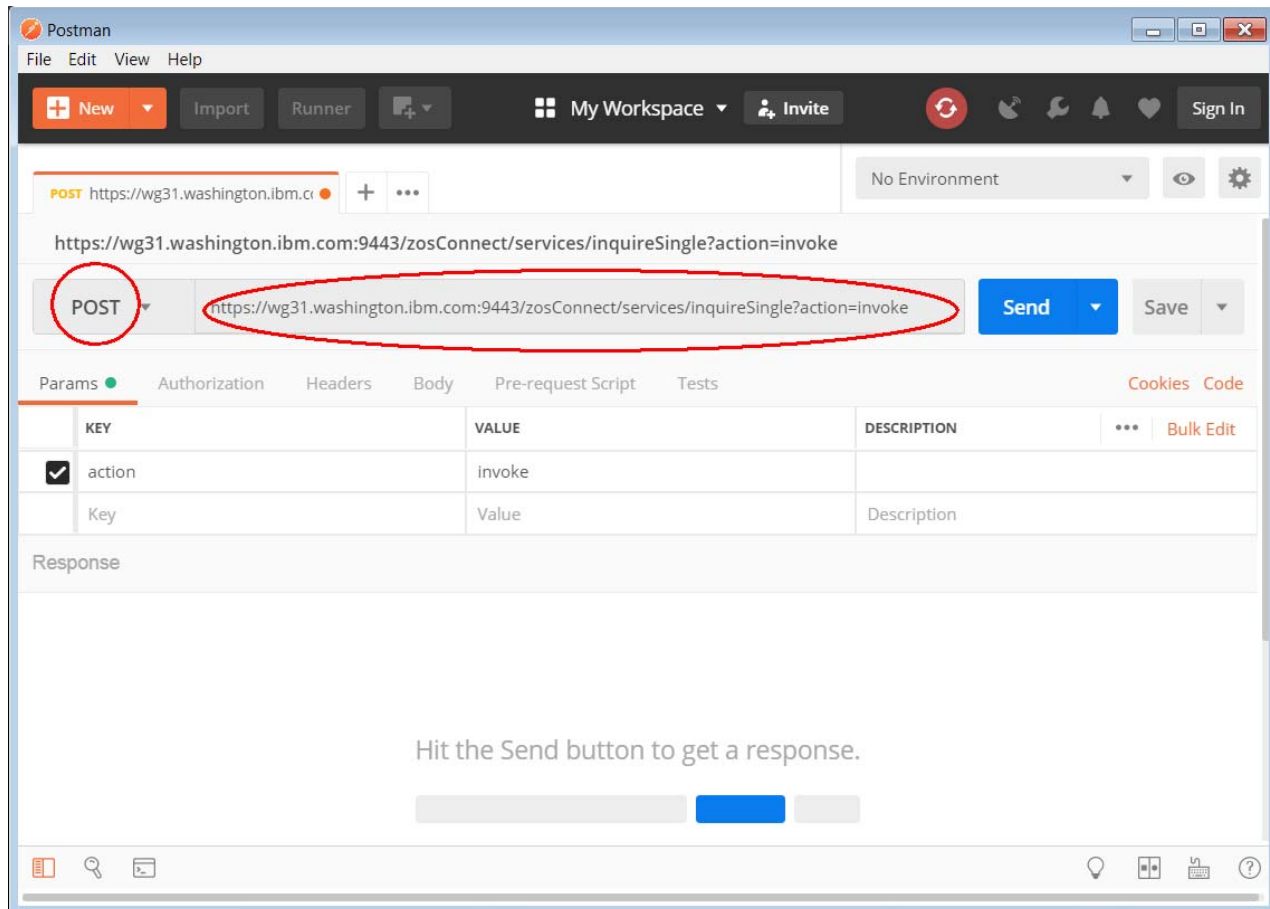 Postman
File Edit View Help
New Import Runner My Workspace Invite Sign In
POST https://wg31.washington.ibm.co No Environment
https://wg31.washington.ibm.com:9443/zosConnect/services/inquireSingle?action=invoke
POST https://wg31.washington.ibm.com:9443/zosConnect/services/inquireSingle?action=invoke Send Save
Params Authorization Headers Body Pre-request Script Tests Cookies Code
KEY VALUE DESCRIPTION ••• Bulk Edit
action invoke
Key Value Description
Response
Hit the Send button to get a response.